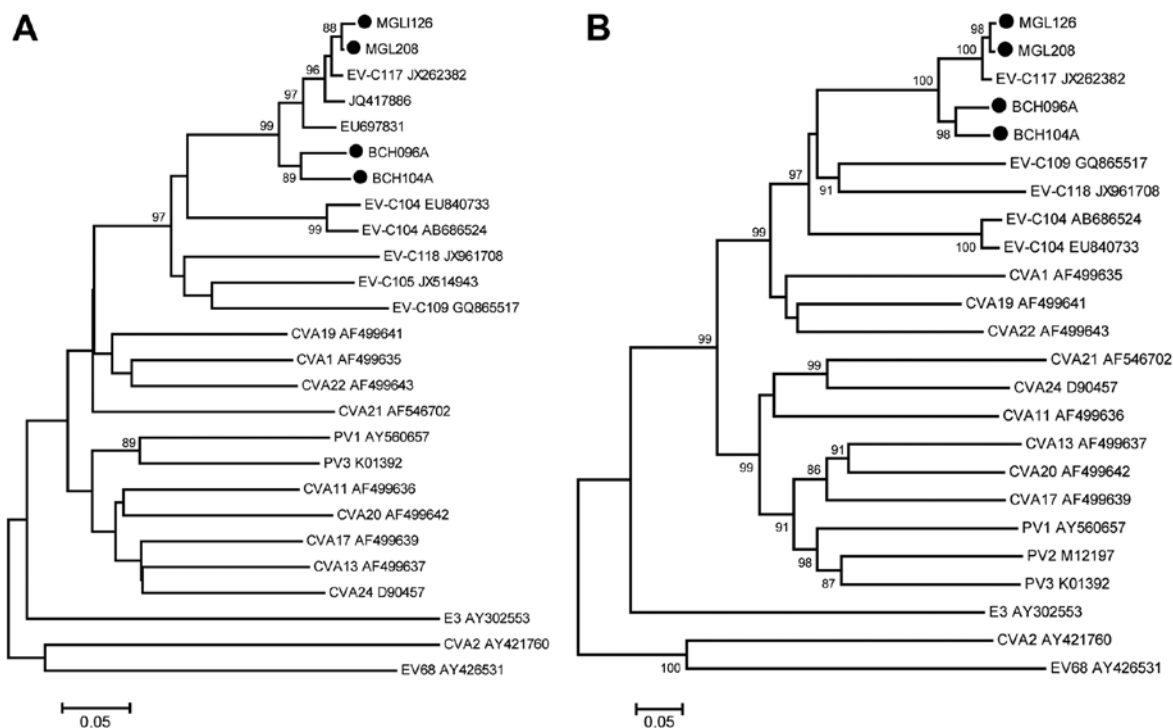 A
88
MGLI126
MGL208
96
EV-C117 JX262382
97
JQ417886
99
EU697831
BCH096A
89
BCH104A
97
EV-C104 EU840733
99
EV-C104 AB686524
EV-C118 JX961708
EV-C105 JX514943
EV-C109 GQ865517
CVA19 AF499641
CVA1 AF499635
CVA22 AF499643
CVA21 AF546702
89
PV1 AY560657
PV3 K01392
CVA11 AF499636
CVA20 AF499642
CVA17 AF499639
CVA13 AF499637
CVA24 D90457
E3 AY302553
CVA2 AY421760
EV68 AY426531
0.05
B
MGL126
98
MGL208
100
EV-C117 JX262382
100
BCH096A
98
BCH104A
EV-C109 GQ865517
97
91
EV-C118 JX961708
EV-C104 AB686524
99
100
EV-C104 EU840733
CVA1 AF499635
CVA19 AF499641
CVA22 AF499643
99
99
CVA21 AF546702
CVA24 D90457
CVA11 AF499636
99
91
CVA13 AF499637
86
CVA20 AF499642
CVA17 AF499639
91
PV1 AY560657
98
PV2 M12197
87
PV3 K01392
E3 AY302553
CVA2 AY421760
100
EV68 AY426531
0.05